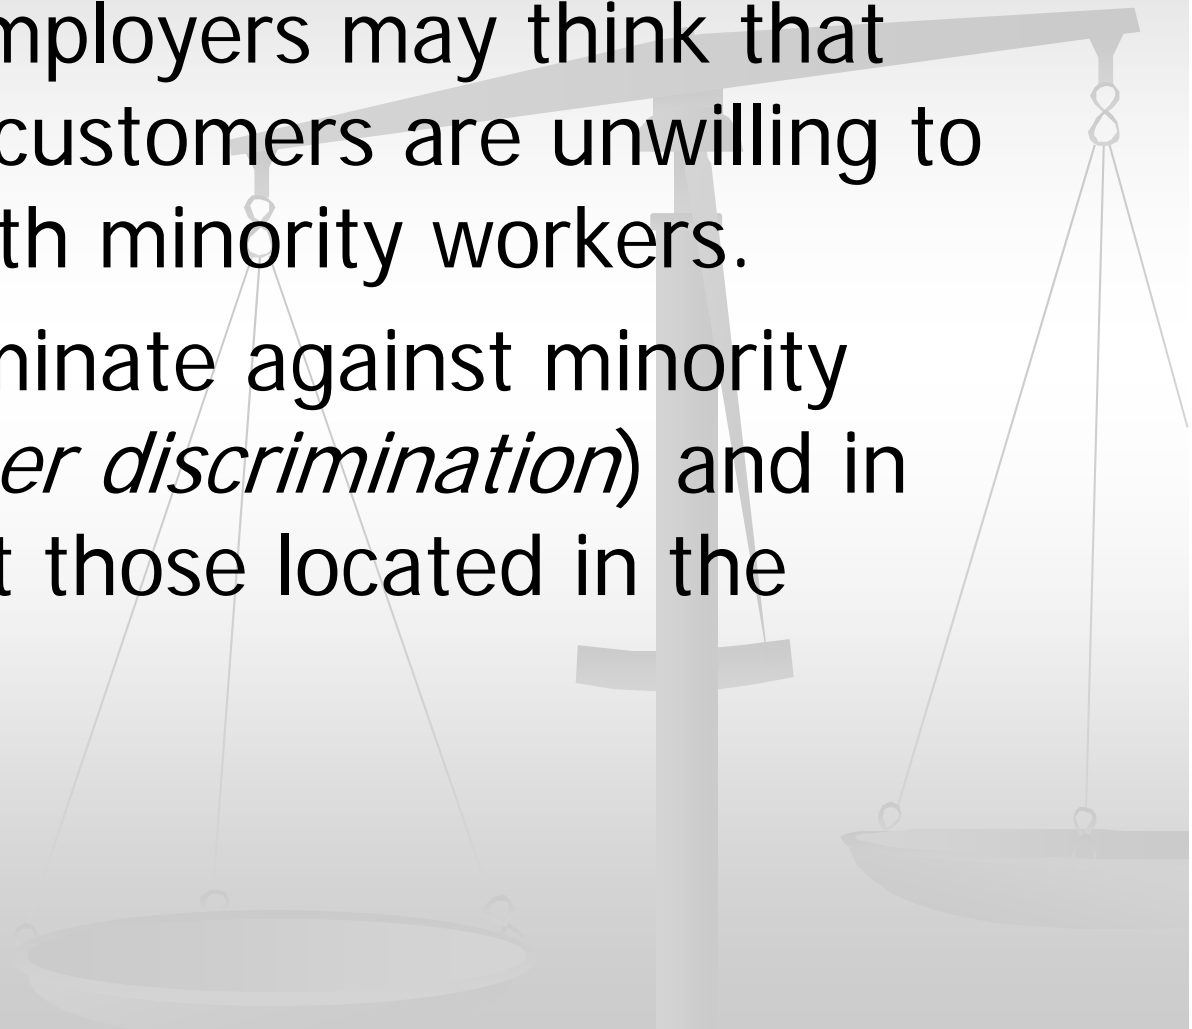 mployers may think that
customers are unwilling to
th minority workers.
minate against minority
er discrimination) and in
t those located in the